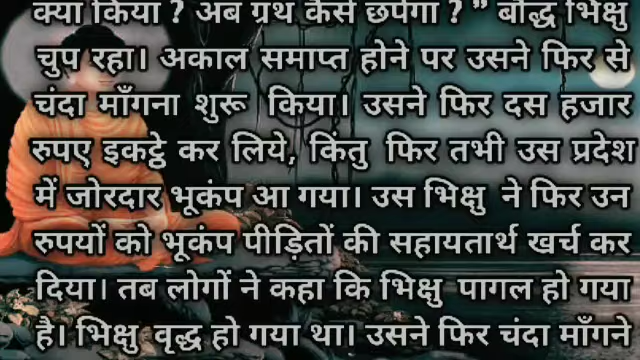 क्या किया ? अब ग्रंथ कैसे छपेगा ? " बौद्ध भिक्षु
चुप रहा। अकाल समाप्त होने पर उसने फिर से
चंदा माँगना शुरू किया। उसने फिर दस हजार
रुपए इकट्ठे कर लिये, किंतु फिर तभी उस प्रदेश
में जोरदार भूकंप आ गया। उस भिक्षु ने फिर उन
रुपयों को भूकंप पीड़ितों की सहायतार्थ खर्च कर
दिया। तब लोगों ने कहा कि भिक्षु पागल हो गया
है। भिक्षु वृद्ध हो गया था। उसने फिर चंदा माँगने